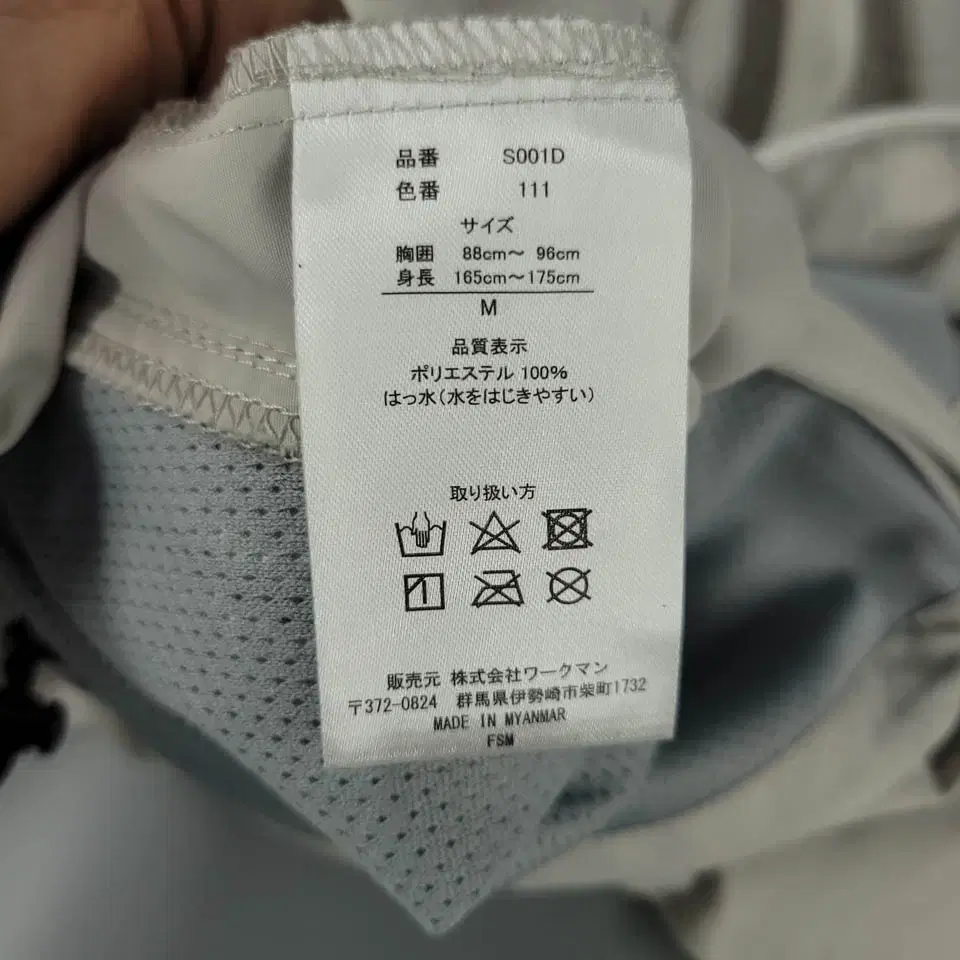 品番 S001D
色番 111
サイズ
胸囲 88cm～ 96cm
身長 165cm～175cm
M
品質表示
ポリエステル 100%
はっ水(水をはじきやすい)
取り扱い方
販売元 株式会社ワークマン
〒372-0824 群馬県伊勢崎市柴町1732
MADE IN MYANMAR
FSM